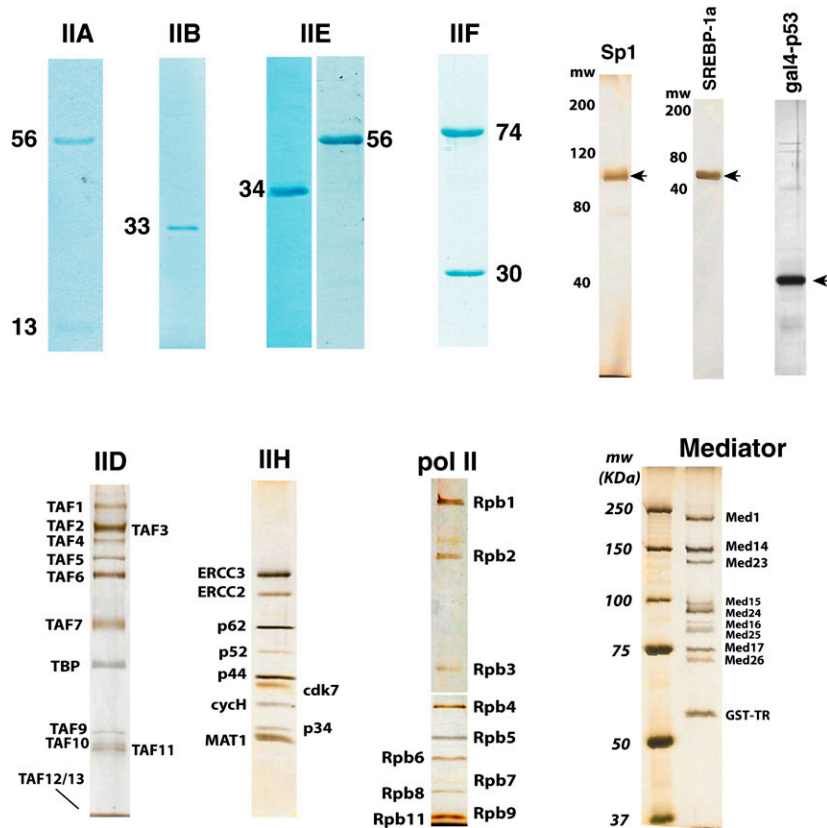 IIA
56
13
IIB
33
IIE
34
56
IIF
74
30
Sp1
mw
200
120
80
40
SREBP-1a
mw
200
80
40
gal4-p53
IID
TAF1
TAF2
TAF3
TAF4
TAF5
TAF6
TAF7
TBP
TAF9
TAF10
TAF11
TAF12/13
IIH
ERCC3
ERCC2
p62
p52
p44
cdk7
cycH
p34
MAT1
pol II
Rpb1
Rpb2
Rpb3
Rpb4
Rpb5
Rpb6
Rpb7
Rpb8
Rpb9
Rpb11
Mediator
mw
(KDa)
250
150
100
75
50
37
Med1
Med14
Med23
Med15
Med24
Med16
Med25
Med17
Med26
GST-TR